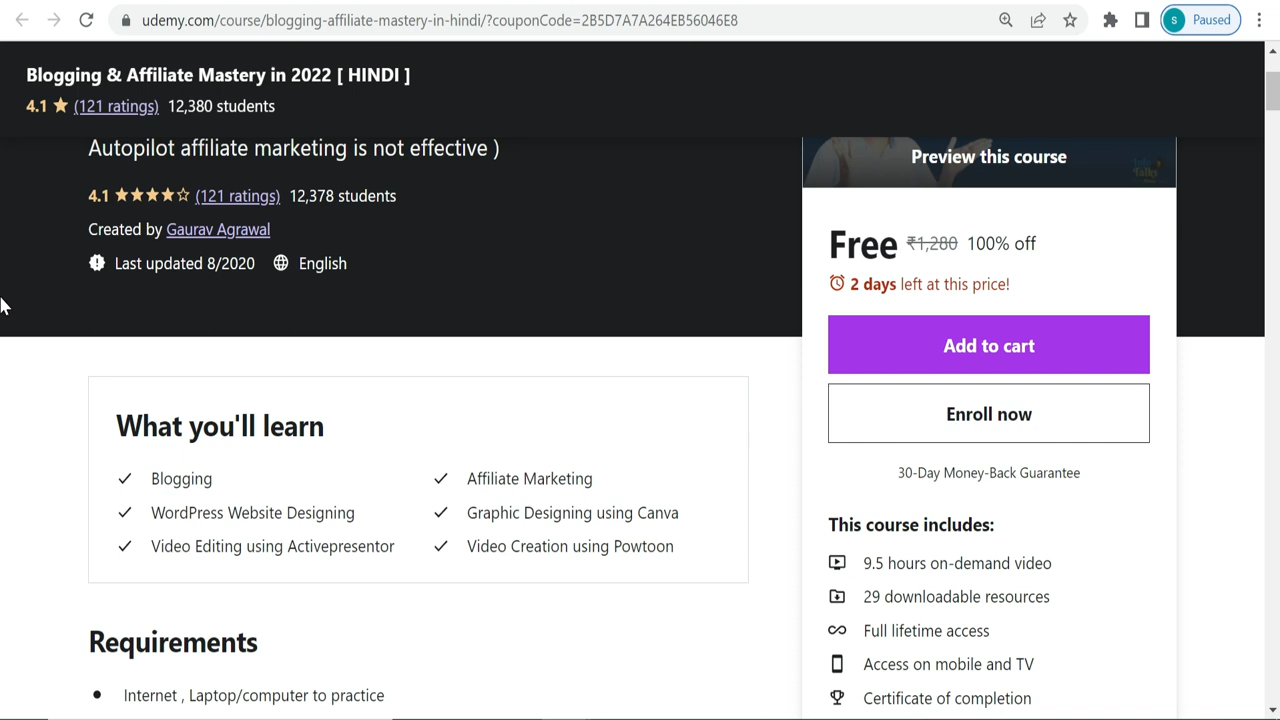 udemy.com/course/blogging-affiliate-mastery-in-hindi/?couponCode=2B5D7A7A264EB56046E8
S Paused
Blogging & Affiliate Mastery in 2022 [ HINDI ]
4.1 ★ (121 ratings) 12,380 students
Autopilot affiliate marketing is not effective )
4.1 ★★★★☆ (121 ratings) 12,378 students
Created by Gaurav Agrawal
Last updated 8/2020 English
Preview this course
Free ₹1,280 100% off
2 days left at this price!
Add to cart
Enroll now
30-Day Money-Back Guarantee
This course includes:
9.5 hours on-demand video
29 downloadable resources
Full lifetime access
Access on mobile and TV
Certificate of completion
What you'll learn
Blogging
Affiliate Marketing
WordPress Website Designing
Graphic Designing using Canva
Video Editing using Activepresentor
Video Creation using Powtoon
Requirements
Internet , Laptop/computer to practice